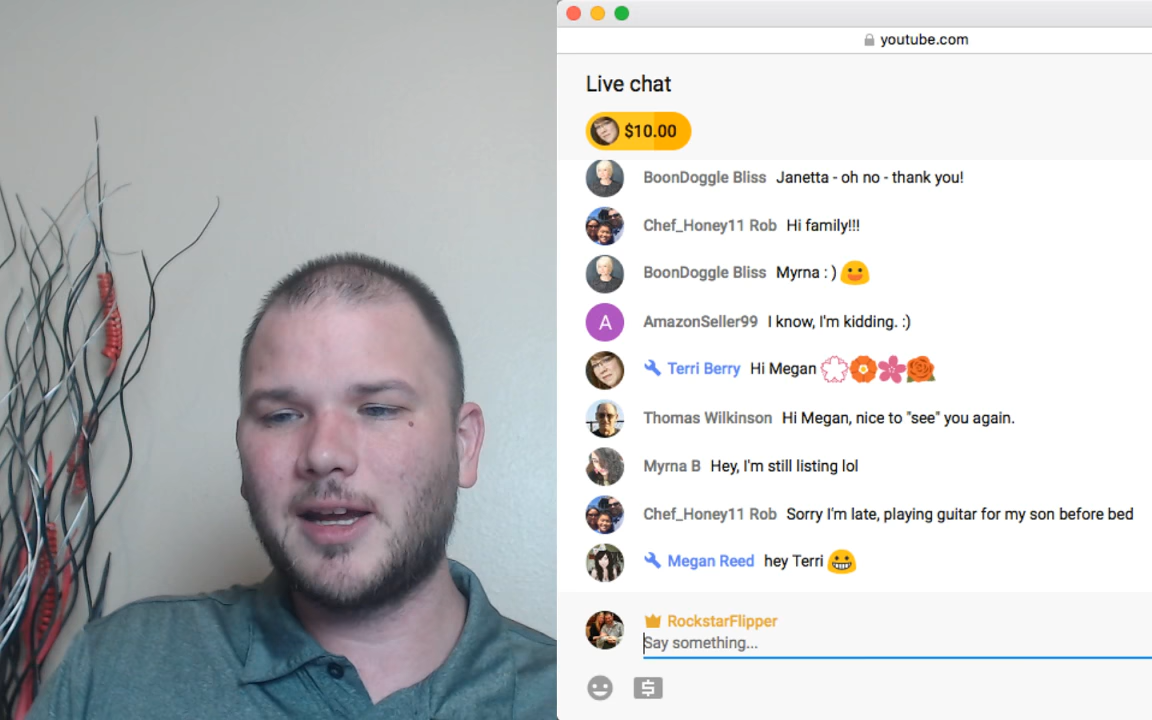 youtube.com
Live chat
$10.00
BoonDoggle Bliss Janetta - oh no - thank you!
Chef_Honey11 Rob Hi family!!!
BoonDoggle Bliss Myrna : )
A AmazonSeller99 I know, I'm kidding. :)
Terri Berry Hi Megan
Thomas Wilkinson Hi Megan, nice to "see" you again.
Myrna B Hey, I'm still listing lol
Chef_Honey11 Rob Sorry I'm late, playing guitar for my son before bed
Megan Reed hey Terri
RockstarFlipper
Say something...